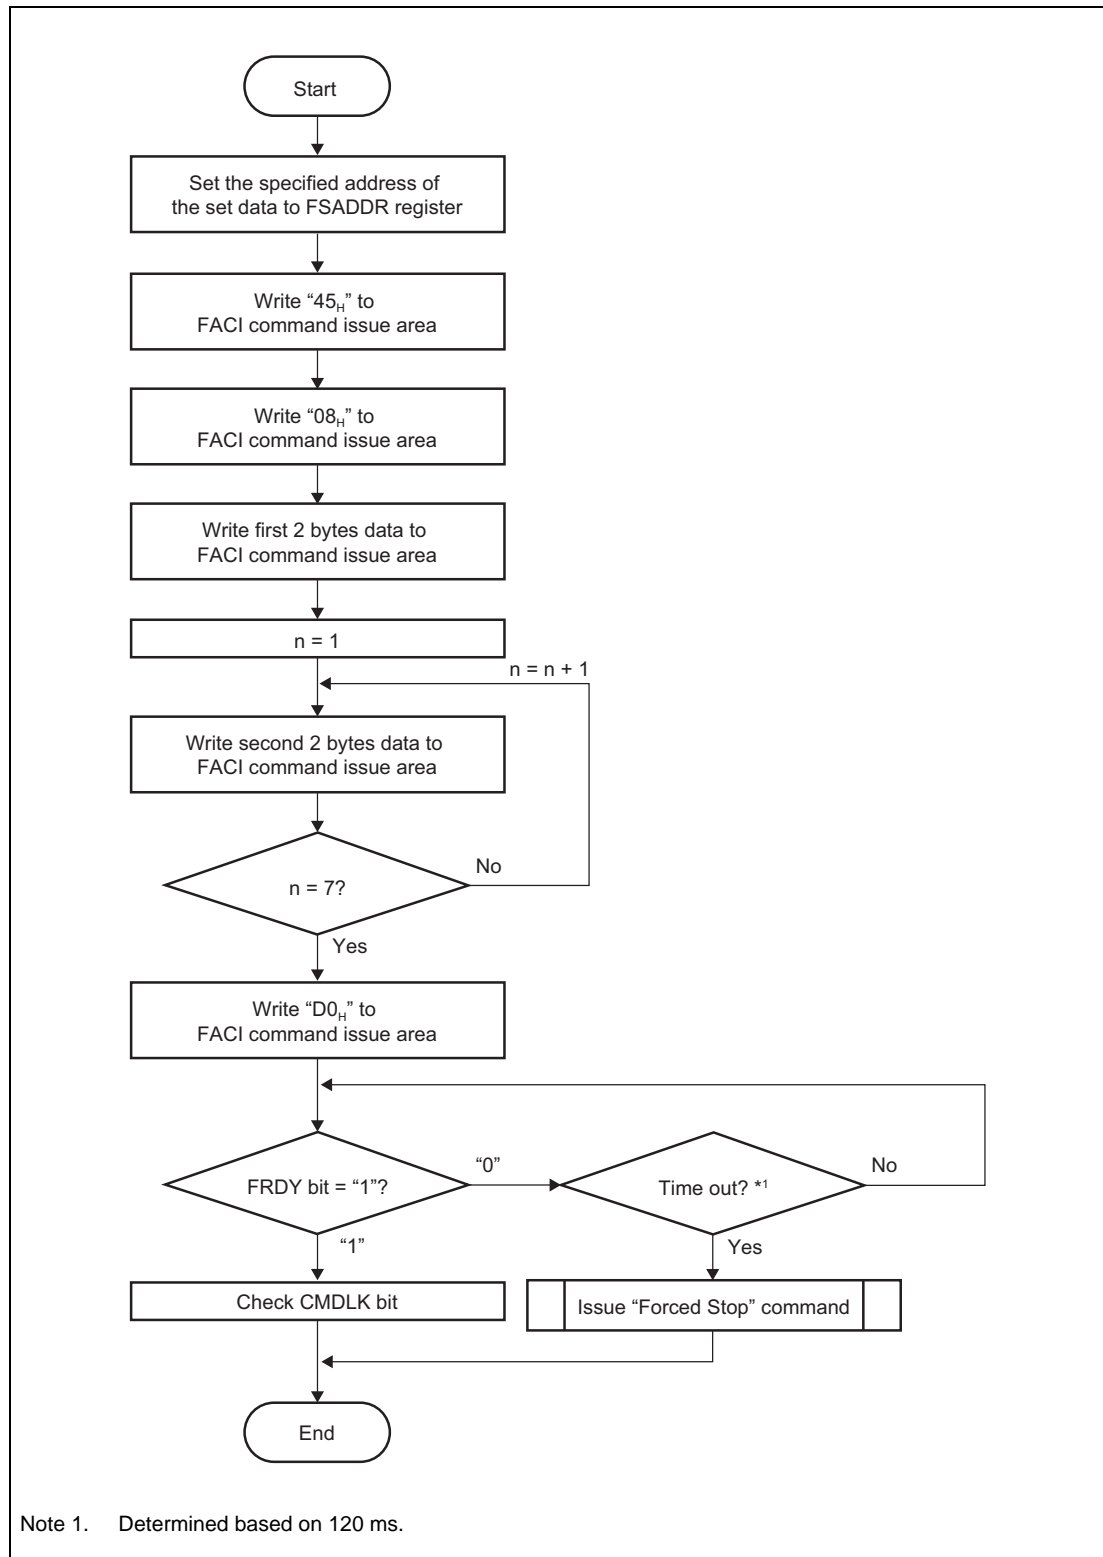 Start
Set the specified address of
the set data to FSADDR register
Write “45H” to
FACI command issue area
Write “08H” to
FACI command issue area
Write first 2 bytes data to
FACI command issue area
n = 1
n = n + 1
Write second 2 bytes data to
FACI command issue area
n = 7?
No
Yes
Write “D0H” to
FACI command issue area
FRDY bit = “1”?
“0”
Time out? *1
No
“1”
Yes
Check CMDLK bit
Issue “Forced Stop” command
End
Note 1. Determined based on 120 ms.